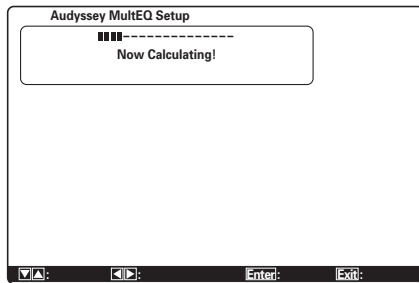 Audyssey MultEQ Setup
Now Calculating!
▼▲: ◀▶: Enter: Exit: